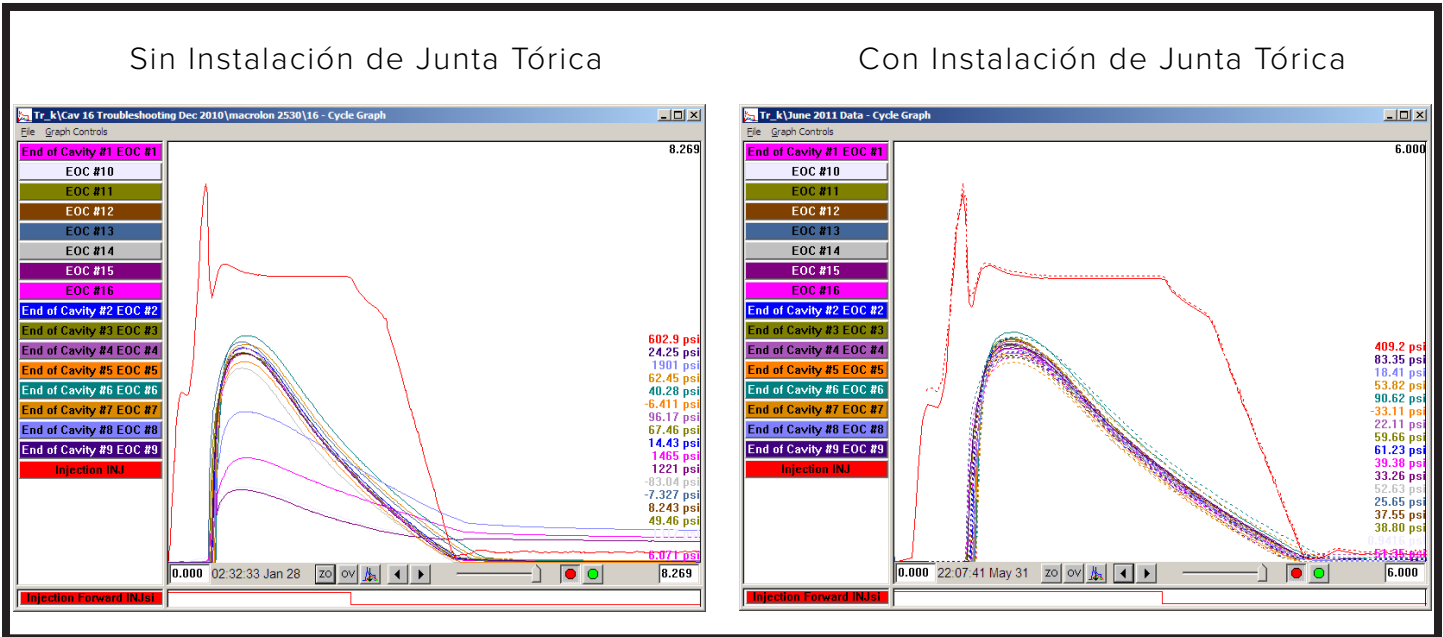 Sin Instalación de Junta Tórica
Tr_k\Cav 16 Troubleshooting Dec 2010\macrolon 2530\16 - Cycle Graph
File Graph Controls
End of Cavity #1 EOC #1
EOC #10
EOC #11
EOC #12
EOC #13
EOC #14
EOC #15
EOC #16
End of Cavity #2 EOC #2
End of Cavity #3 EOC #3
End of Cavity #4 EOC #4
End of Cavity #5 EOC #5
End of Cavity #6 EOC #6
End of Cavity #7 EOC #7
End of Cavity #8 EOC #8
End of Cavity #9 EOC #9
Injection INJ
8.269
602.9 psi
24.25 psi
1901 psi
62.45 psi
40.28 psi
-6.411 psi
96.17 psi
67.46 psi
14.43 psi
1465 psi
1221 psi
-83.04 psi
-7.327 psi
8.243 psi
49.46 psi
6.071 psi
0.000 02:32:33 Jan 28 ZO OV 8.269
Injection Forward INJsi
Con Instalación de Junta Tórica
Tr_k\June 2011 Data - Cycle Graph
File Graph Controls
End of Cavity #1 EOC #1
EOC #10
EOC #11
EOC #12
EOC #13
EOC #14
EOC #15
EOC #16
End of Cavity #2 EOC #2
End of Cavity #3 EOC #3
End of Cavity #4 EOC #4
End of Cavity #5 EOC #5
End of Cavity #6 EOC #6
End of Cavity #7 EOC #7
End of Cavity #8 EOC #8
End of Cavity #9 EOC #9
Injection INJ
6.000
409.2 psi
83.35 psi
18.41 psi
53.82 psi
90.62 psi
-33.11 psi
22.11 psi
59.66 psi
61.23 psi
39.38 psi
33.26 psi
52.63 psi
25.65 psi
37.55 psi
38.80 psi
0.9416 psi
0.000 22:07:41 May 31 ZO OV 6.000
Injection Forward INJsi